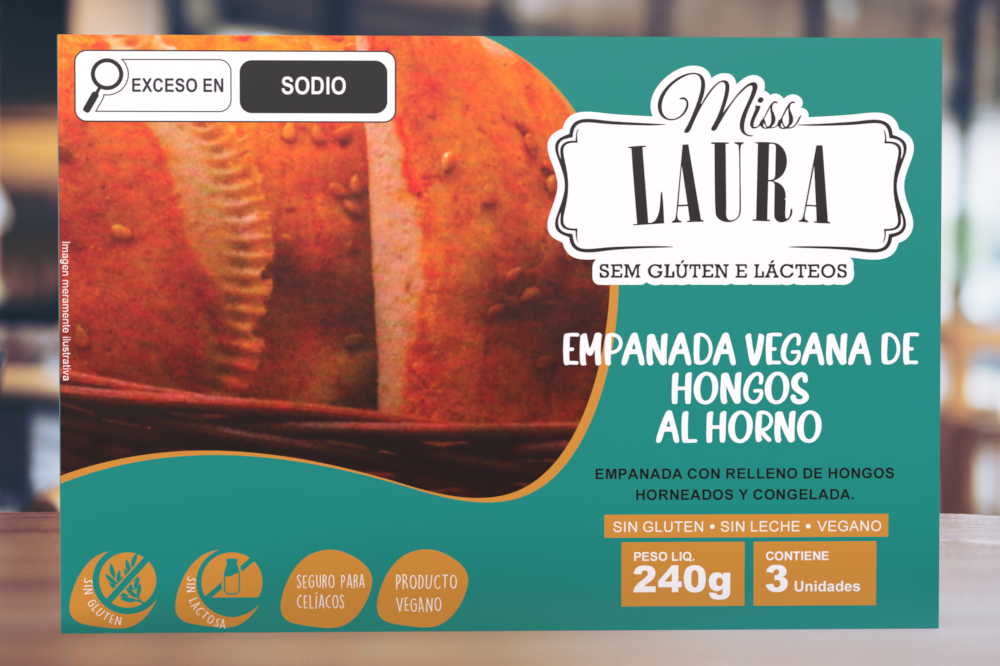 EXCESO EN
SODIO
Miss
LAURA
SEM GLÚTEN E LÁCTEOS
Imagen meramente ilustrativa
EMPANADA VEGANA DE
HONGOS
AL HORNO
EMPANADA CON RELLENO DE HONGOS
HORNEADOS Y CONGELADA.
SIN GLUTEN • SIN LECHE • VEGANO
PESO LIQ.
240g
CONTIENE
3 Unidades
SIN GLUTEN
SIN LACTOSA
SEGURO PARA
CELÍACOS
PRODUCTO
VEGANO